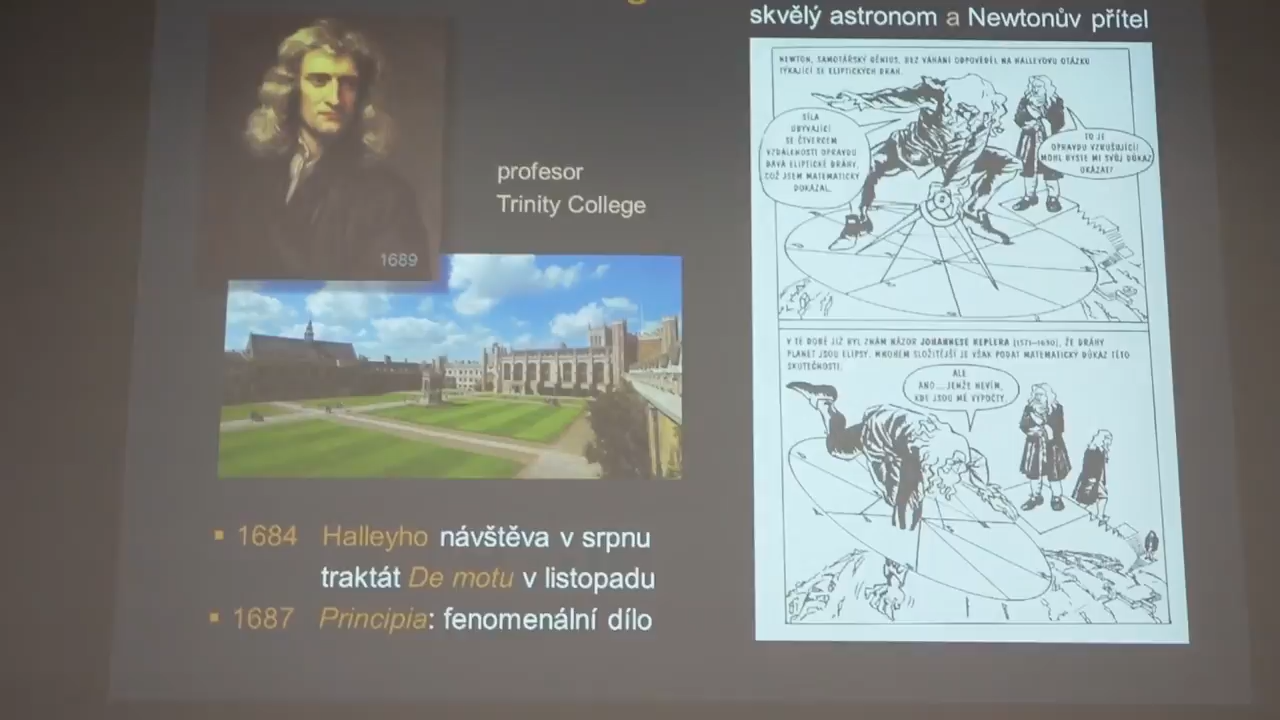 skvělý astronom a Newtonův přítel
1689
profesor
Trinity College
1684 Halleyho návštěva v srpnu
traktát De motu v listopadu
1687 Principia: fenomenální dílo
NEWTON, SAMOTÁŘSKÝ GÉNIUS, BEZ VÁHÁNÍ ODPOVĚDĚL NA HALLEYOVU OTÁZKU
TÝKAJÍCÍ SE ELIPTICKÝCH DRAH.
SÍLA
UBÝVAJÍCÍ
SE ČTVERCEM
VZDÁLENOSTI OPRAVDU
DÁVÁ ELIPTICKÉ DRÁHY,
COŽ JSEM MATEMATICKY
DOKÁZAL.
TO JE
OPRAVDU VZRUŠUJÍCÍ!
MOHL BYSTE MI SVŮJ DŮKAZ
UKÁZAT?
V TÉ DOBĚ JIŽ BYL ZNÁM NÁZOR JOHANNESE KEPLERA (1571–1630), ŽE DRÁHY
PLANET JSOU ELIPSY. MNOHEM SLOŽITĚJŠÍ JE VŠAK PODAT MATEMATICKÝ DŮKAZ TÉTO
SKUTEČNOSTI.
ALE
ANO... JENŽE NEVÍM,
KDE JSOU MÉ VÝPOČTY.